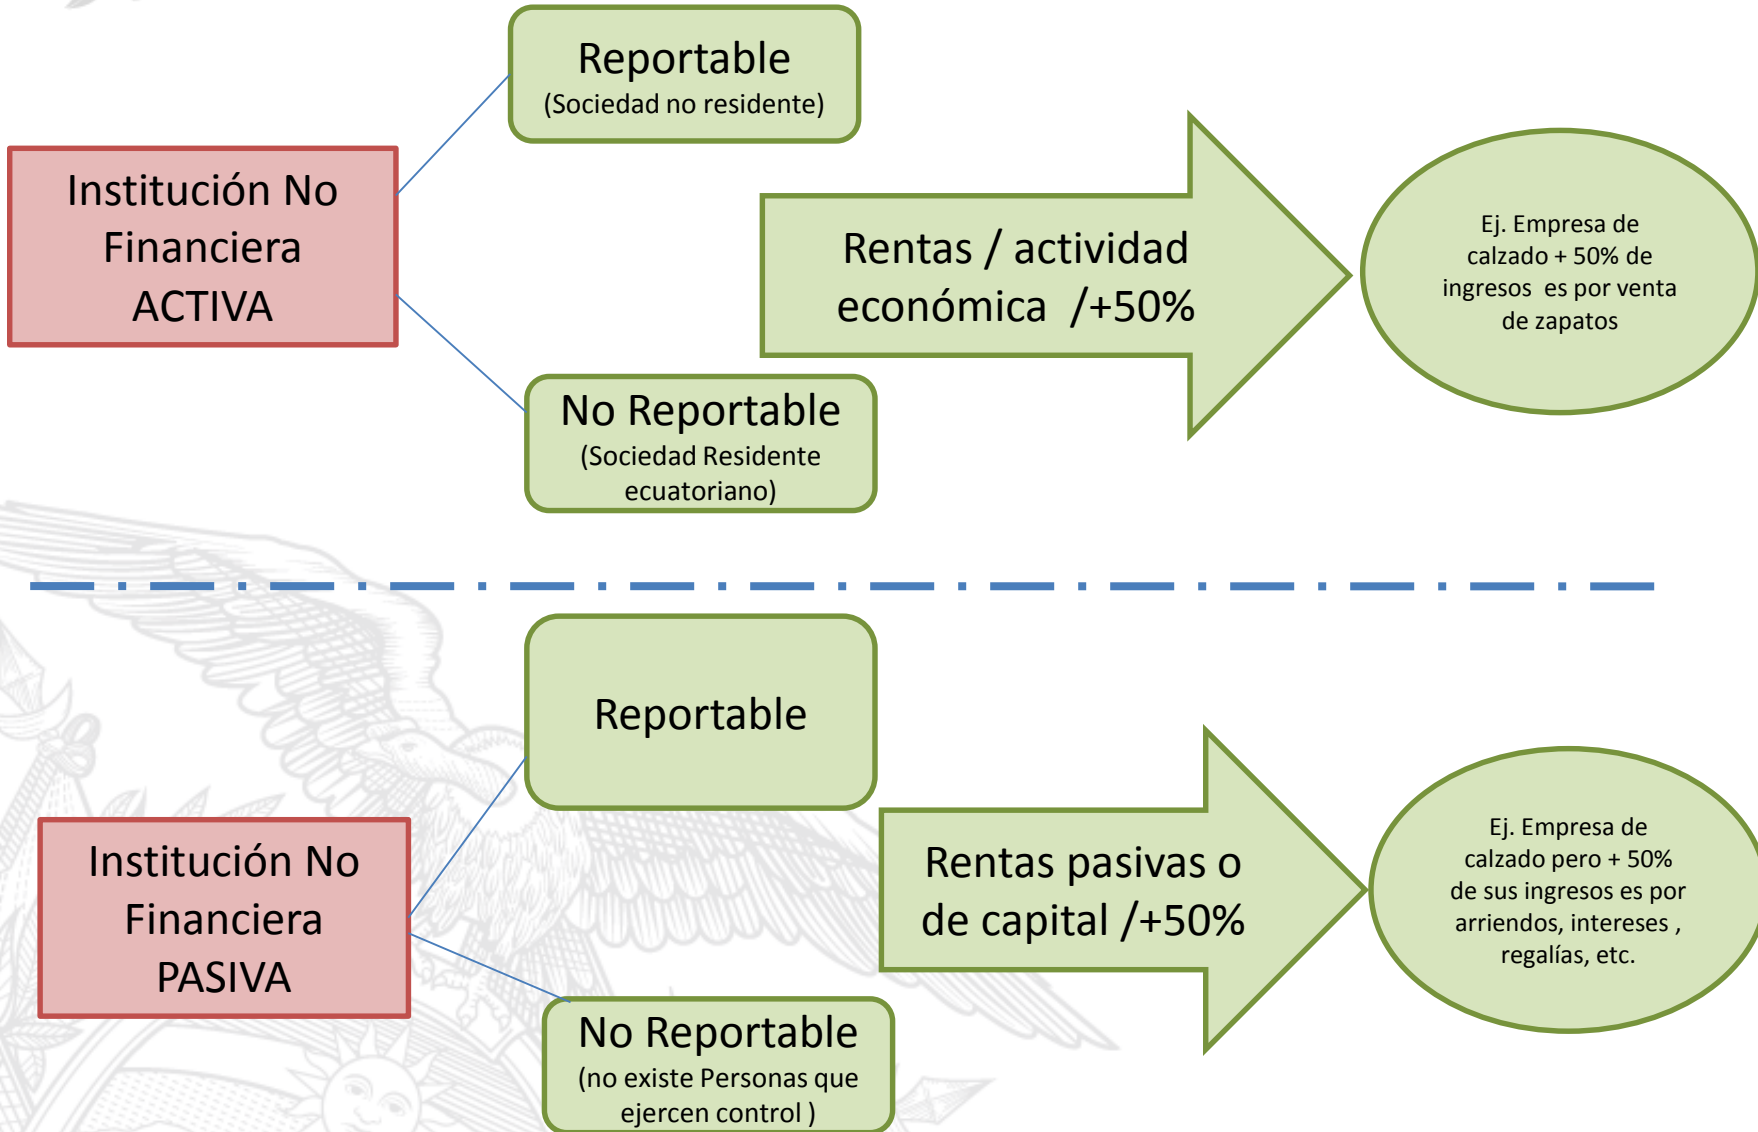 Reportable
(Sociedad no residente)
Institución No
Financiera
ACTIVA
Rentas / actividad
económica /+50%
Ej. Empresa de
calzado + 50% de
ingresos es por venta
de zapatos
No Reportable
(Sociedad Residente
ecuatoriano)
Reportable
Institución No
Financiera
PASIVA
Rentas pasivas o
de capital /+50%
Ej. Empresa de
calzado pero + 50%
de sus ingresos es por
arriendos, intereses ,
regalías, etc.
No Reportable
(no existe Personas que
ejercen control )